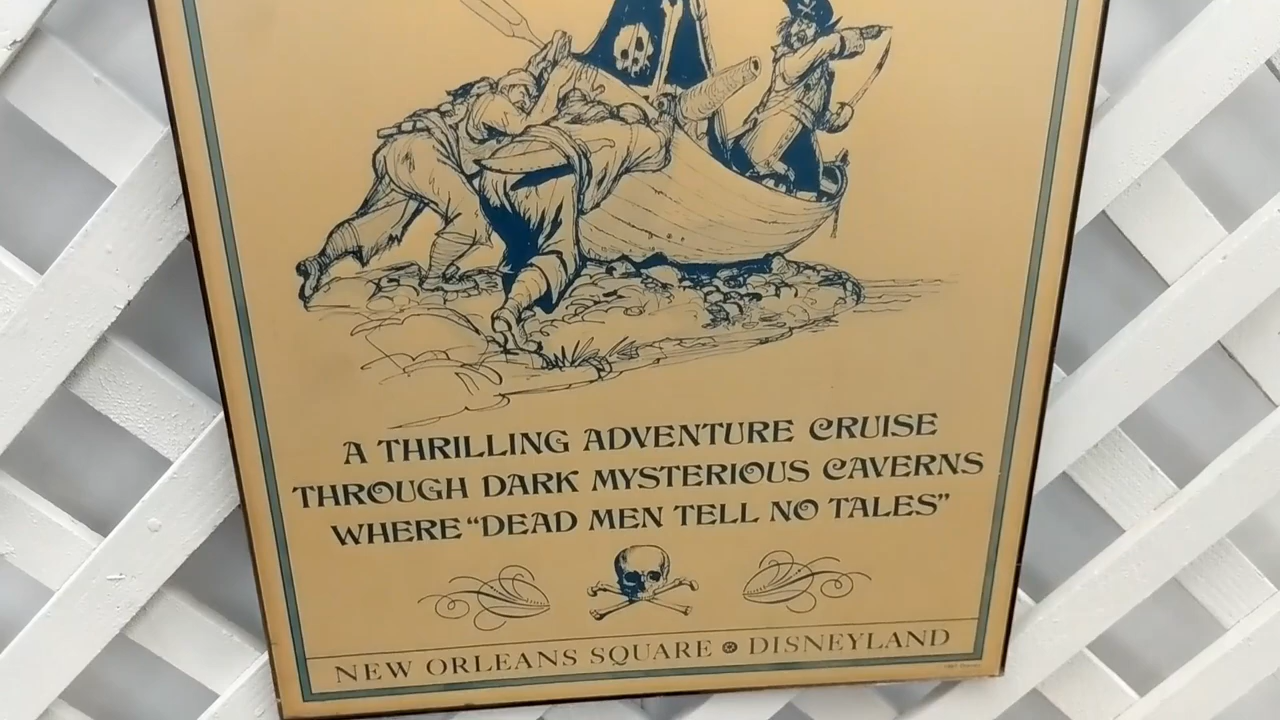 A THRILLING ADVENTURE CRUISE
THROUGH DARK MYSTERIOUS CAVERNS
WHERE "DEAD MEN TELL NO TALES"
NEW ORLEANS SQUARE DISNEYLAND